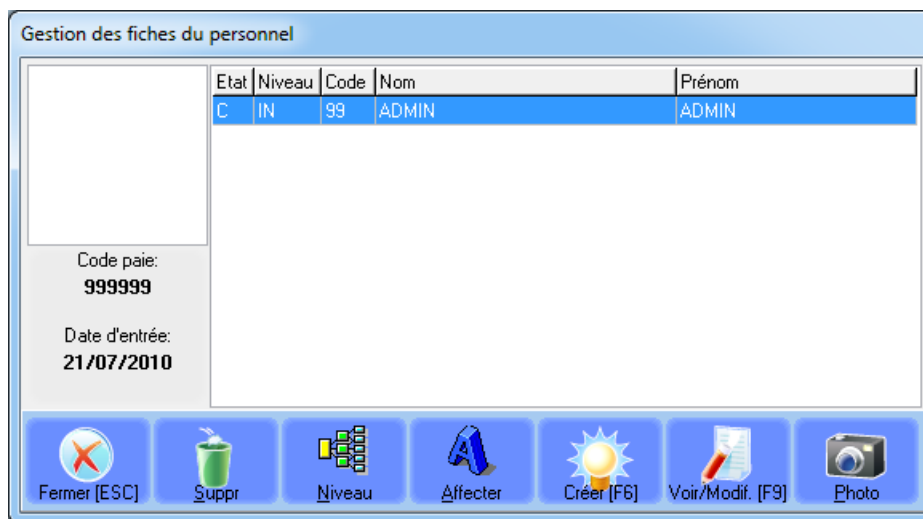 Gestion des fiches du personnel
Etat Niveau Code Nom Prénom
C IN 99 ADMIN ADMIN
Code paie:
999999
Date d'entrée:
21/07/2010
Fermer [ESC] Suppr Niveau Affecter Créer [F6] Voir/Modif. [F9] Photo